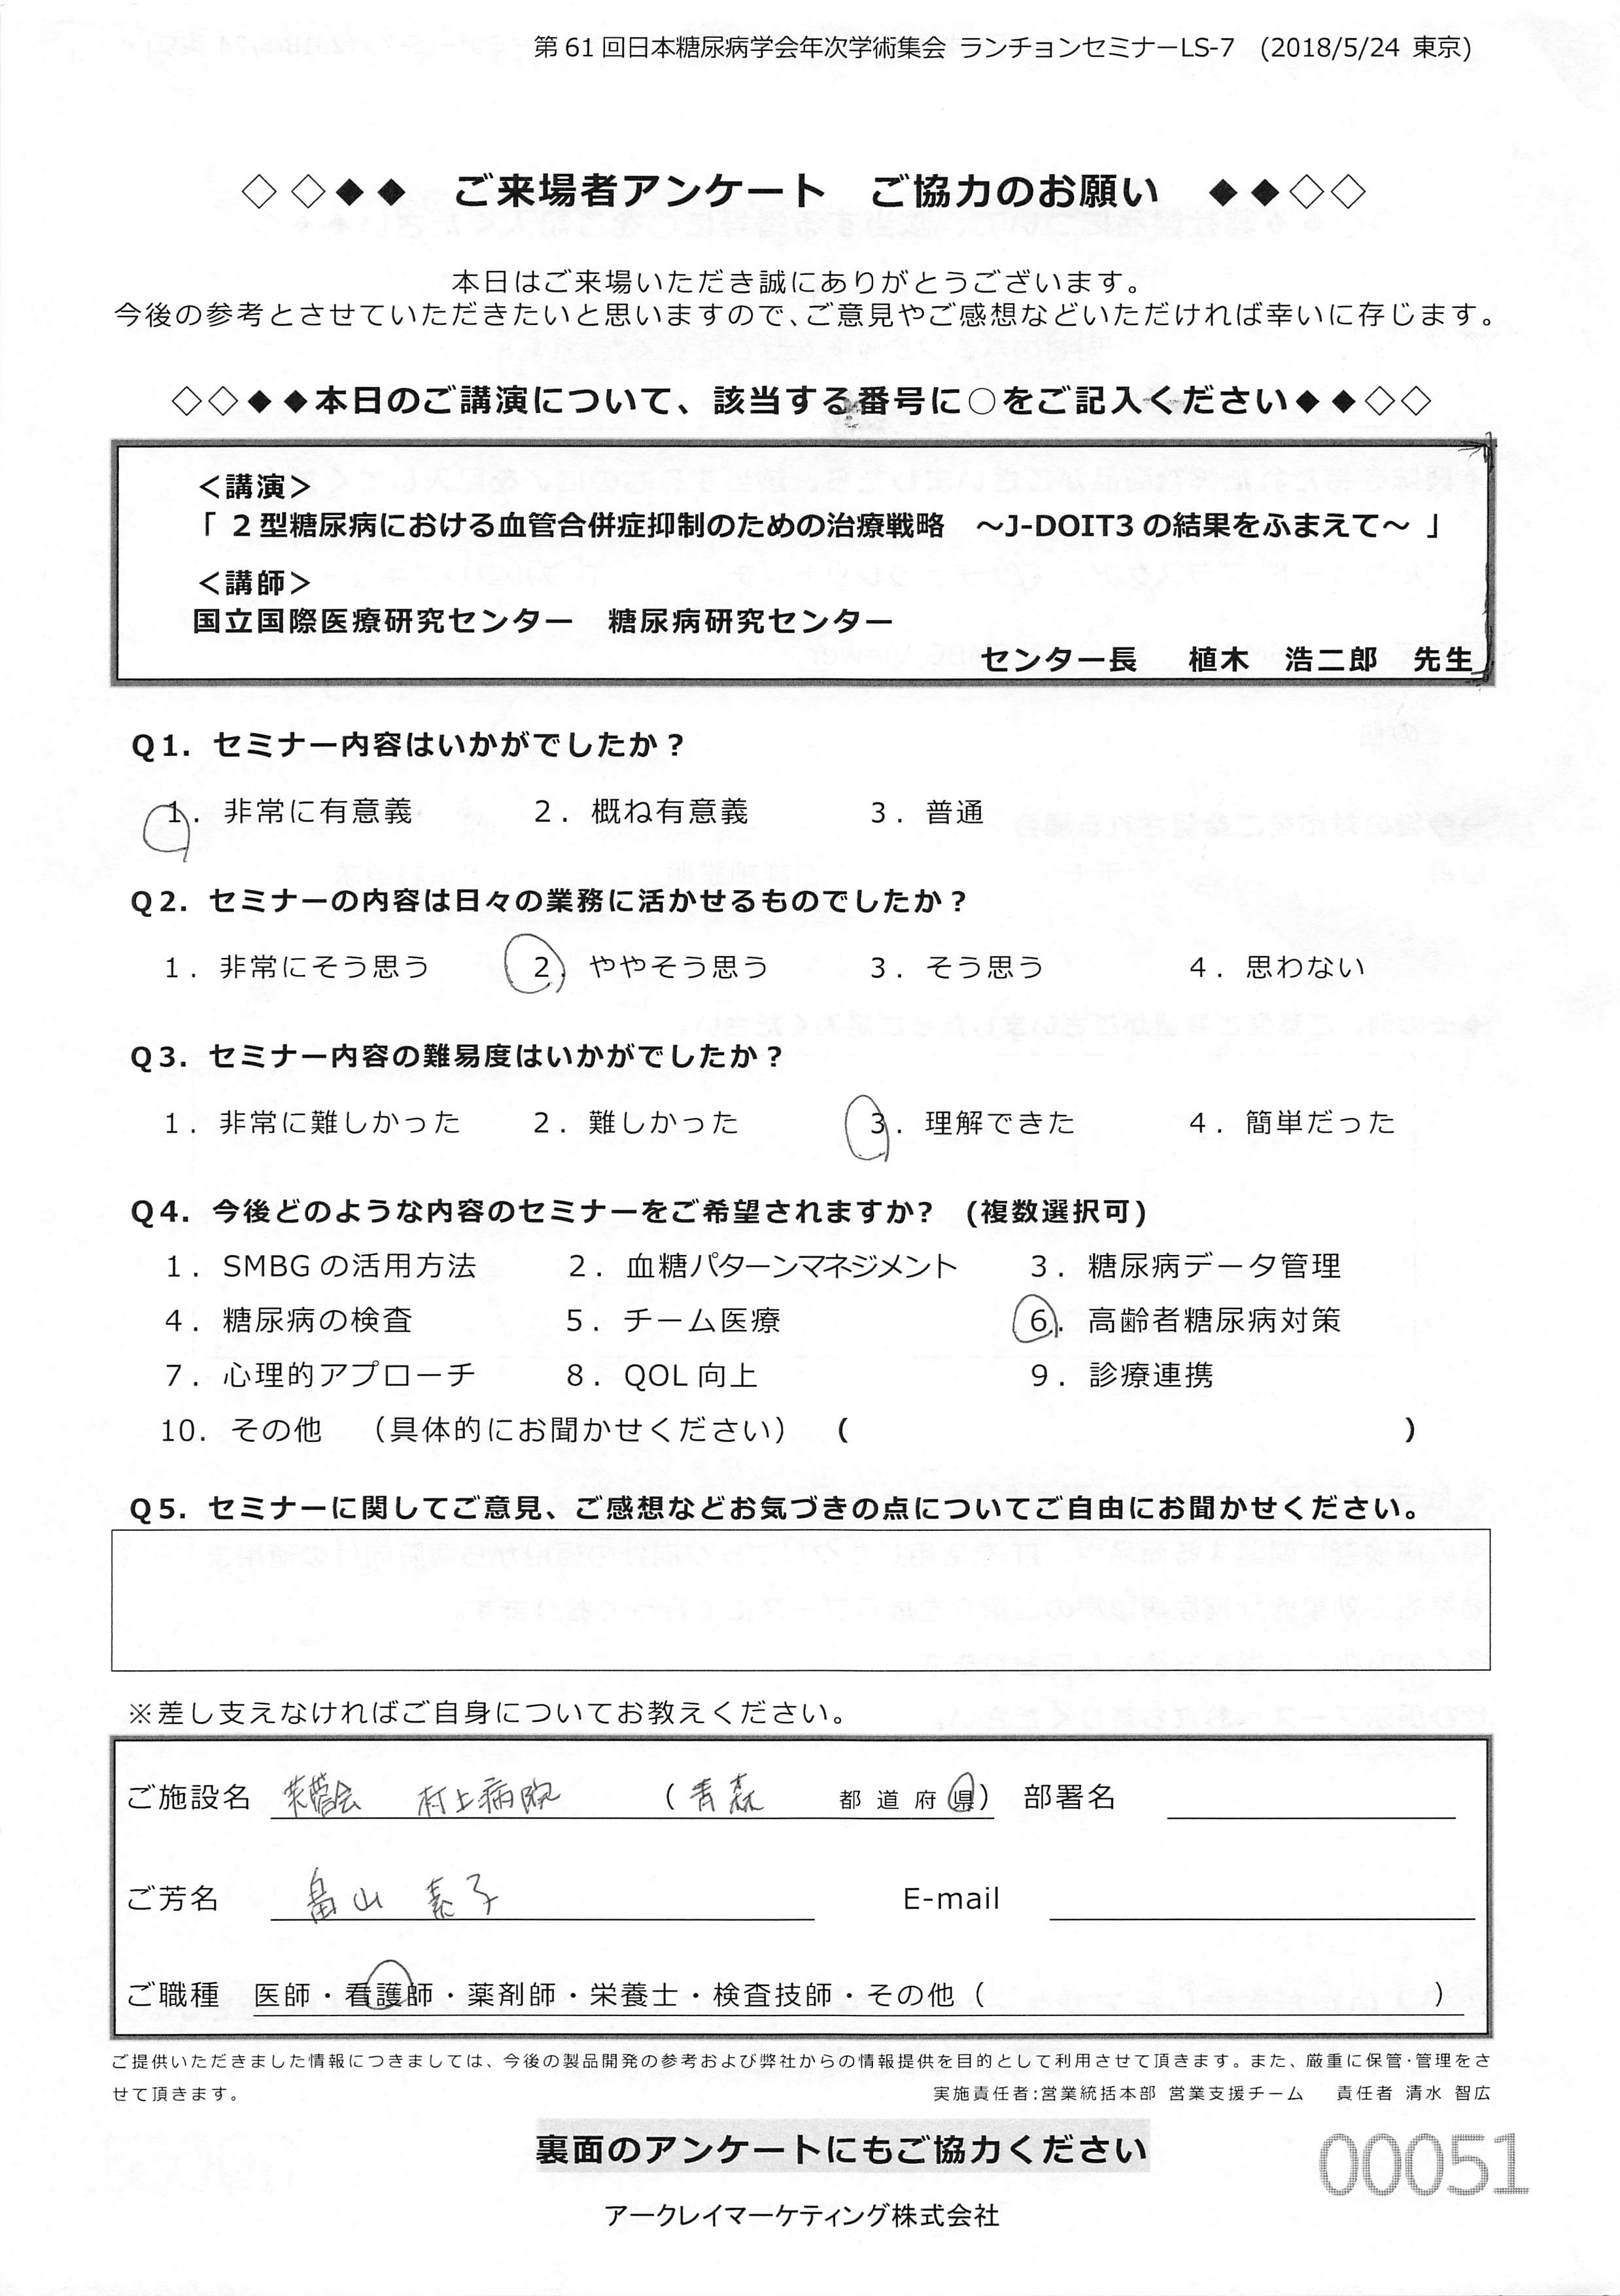 第61回日本糖尿病学会年次学術集会 ランチョンセミナーLS-7 (2018/5/24 東京)
◇◇◆◆ ご来場者アンケート ご協力のお願い ◆◆◇◇
本日はご来場いただき誠にありがとうございます。
今後の参考とさせていただきたいと思いますので、ご意見やご感想などいただければ幸いに存じます。
◇◇◆◆本日のご講演について、該当する番号に○をご記入ください◆◆◇◇
＜講演＞
「 2型糖尿病における血管合併症抑制のための治療戦略 ～J-DOIT3の結果をふまえて～ 」
＜講師＞
国立国際医療研究センター 糖尿病研究センター
センター長 植木 浩二郎 先生
Q1. セミナー内容はいかがでしたか？
1. 非常に有意義 2. 概ね有意義 3. 普通
Q2. セミナーの内容は日々の業務に活かせるものでしたか？
1. 非常にそう思う 2. ややそう思う 3. そう思う 4. 思わない
Q3. セミナー内容の難易度はいかがでしたか？
1. 非常に難しかった 2. 難しかった 3. 理解できた 4. 簡単だった
Q4. 今後どのような内容のセミナーをご希望されますか? (複数選択可)
1. SMBGの活用方法 2. 血糖パターンマネジメント 3. 糖尿病データ管理
4. 糖尿病の検査 5. チーム医療 6. 高齢者糖尿病対策
7. 心理的アプローチ 8. QOL向上 9. 診療連携
10. その他 （具体的にお聞かせください） ( )
Q5. セミナーに関してご意見、ご感想などお気づきの点についてご自由にお聞かせください。
※差し支えなければご自身についてお教えください。
ご施設名 芙蓉会 村上病院 (青森 都道府県) 部署名
ご芳名 畠山 素子 E-mail
ご職種 医師・看護師・薬剤師・栄養士・検査技師・その他（ ）
ご提供いただきました情報につきましては、今後の製品開発の参考および弊社からの情報提供を目的として利用させて頂きます。また、厳重に保管・管理をさ
せて頂きます。 実施責任者:営業統括本部 営業支援チーム 責任者 清水 智広
裏面のアンケートにもご協力ください
00051
アークレイマーケティング株式会社